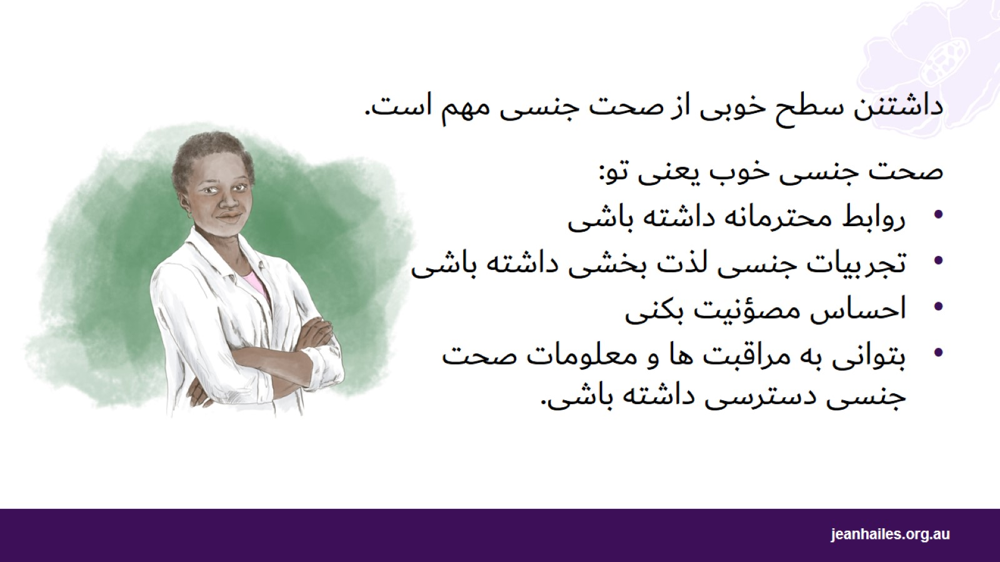 داشتنن سطح خوبی از صحت جنسی مهم است.
صحت جنسی خوب یعنی تو:
• روابط محترمانه داشته باشی
• تجربیات جنسی لذت بخشی داشته باشی
• احساس مصؤنیت بکنی
• بتوانی به مراقبت ها و معلومات صحت
جنسی دسترسی داشته باشی.
jeanhailes.org.au